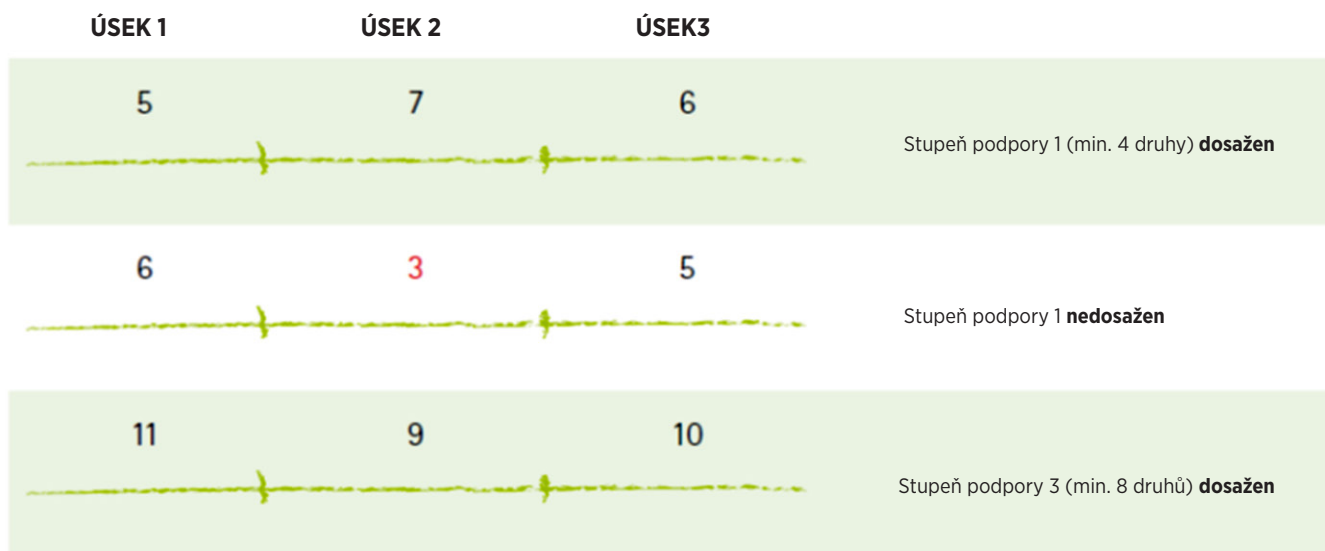 ÚSEK 1 ÚSEK 2 ÚSEK3
5 7 6
Stupeň podpory 1 (min. 4 druhy) dosažen
6 3 5
Stupeň podpory 1 nedosažen
11 9 10
Stupeň podpory 3 (min. 8 druhů) dosažen